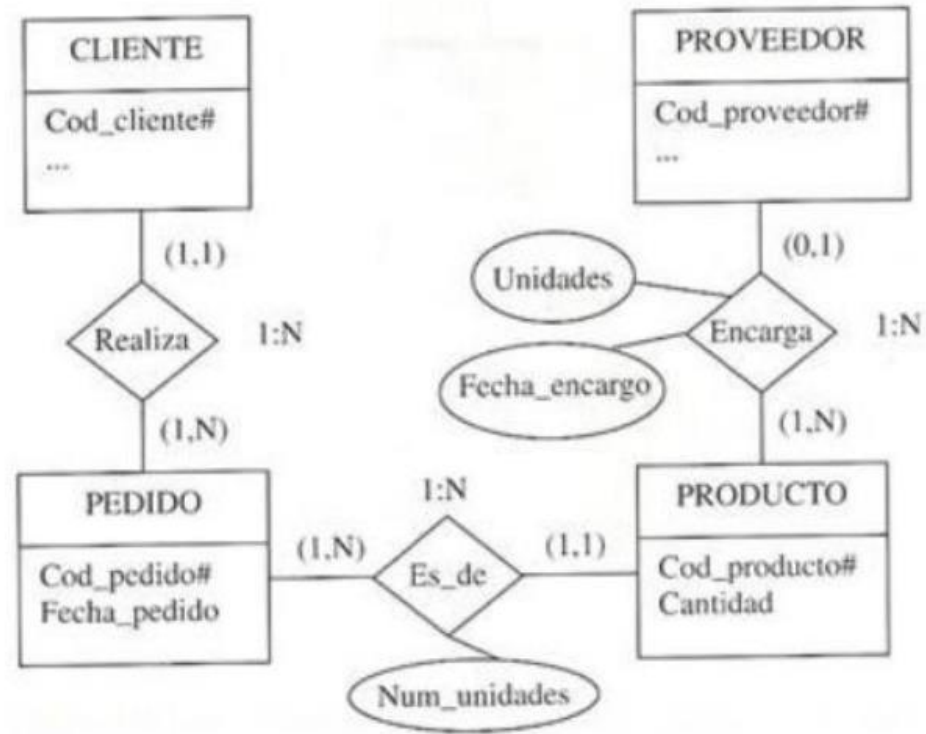 CLIENTE
Cod_cliente#
...
PROVEEDOR
Cod_proveedor#
...
(1,1)
Realiza
1:N
(1,N)
(0,1)
Unidades
Encarga
1:N
Fecha_encargo
(1,N)
PEDIDO
Cod_pedido#
Fecha_pedido
1:N
(1,N)
Es_de
(1,1)
Num_unidades
PRODUCTO
Cod_producto#
Cantidad